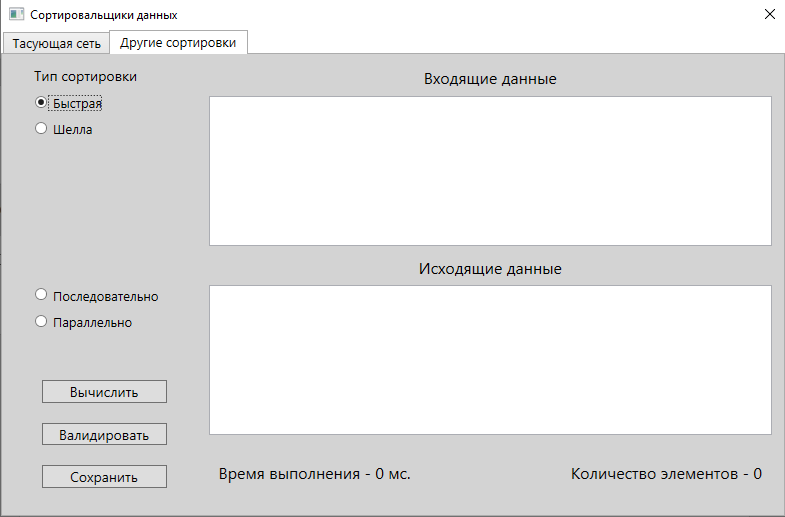 Сортировальщики данных
Тасующая сеть
Другие сортировки
Тип сортировки
Быстрая
Шелла
Входящие данные
Исходящие данные
Последовательно
Параллельно
Вычислить
Валидировать
Сохранить
Время выполнения - 0 мс.
Количество элементов - 0